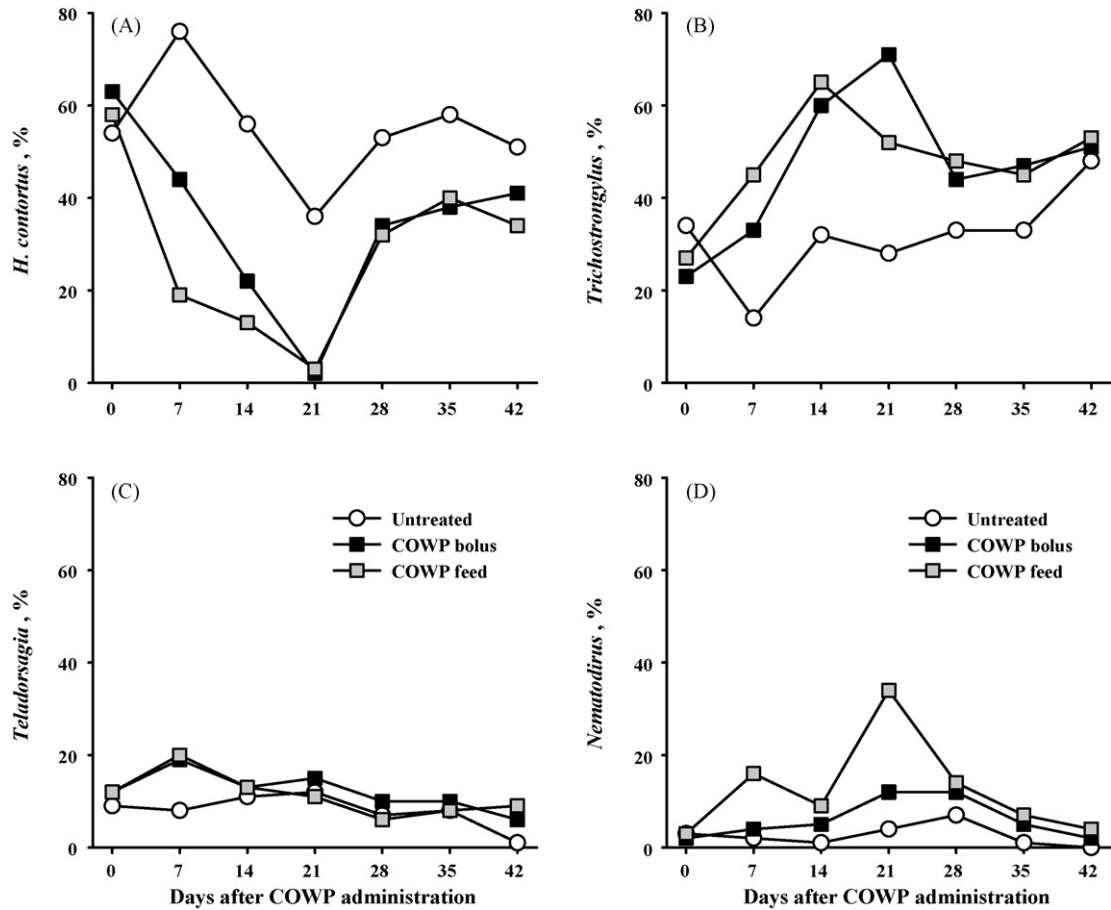 (A)
H. contortus , %
80
60
40
20
0
0 7 14 21 28 35 42
(B)
Trichostrongylus, %
80
60
40
20
0
0 7 14 21 28 35 42
(C)
Teladorsagia , %
80
60
40
20
0
Untreated
COWP bolus
COWP feed
0 7 14 21 28 35 42
Days after COWP administration
(D)
Nematodirus, %
80
60
40
20
0
Untreated
COWP bolus
COWP feed
0 7 14 21 28 35 42
Days after COWP administration